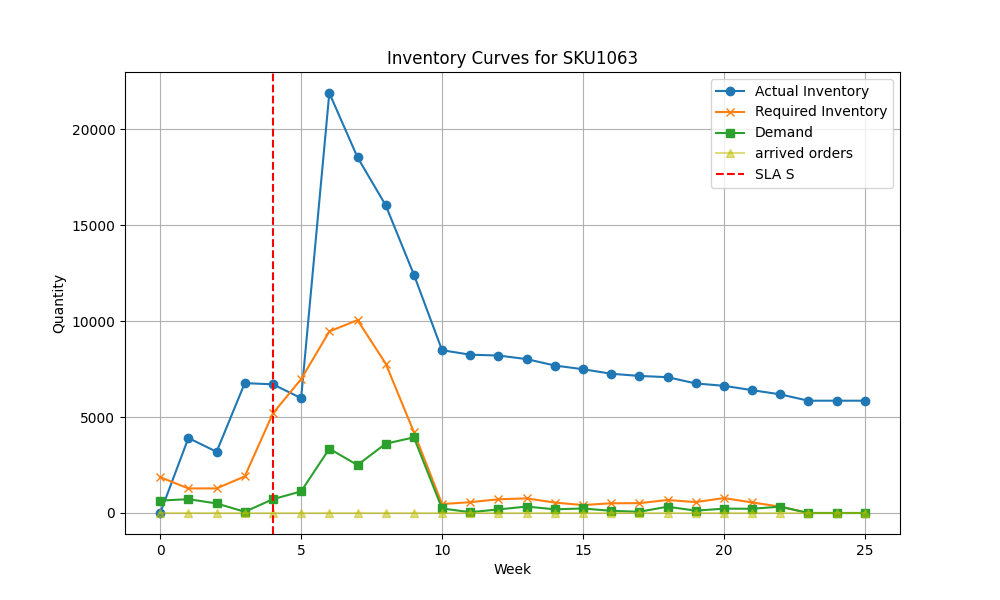 Inventory Curves for SKU1063
Actual Inventory
Required Inventory
Demand
arrived orders
SLA S
Quantity
20000
15000
10000
5000
0
0 5 10 15 20 25
Week